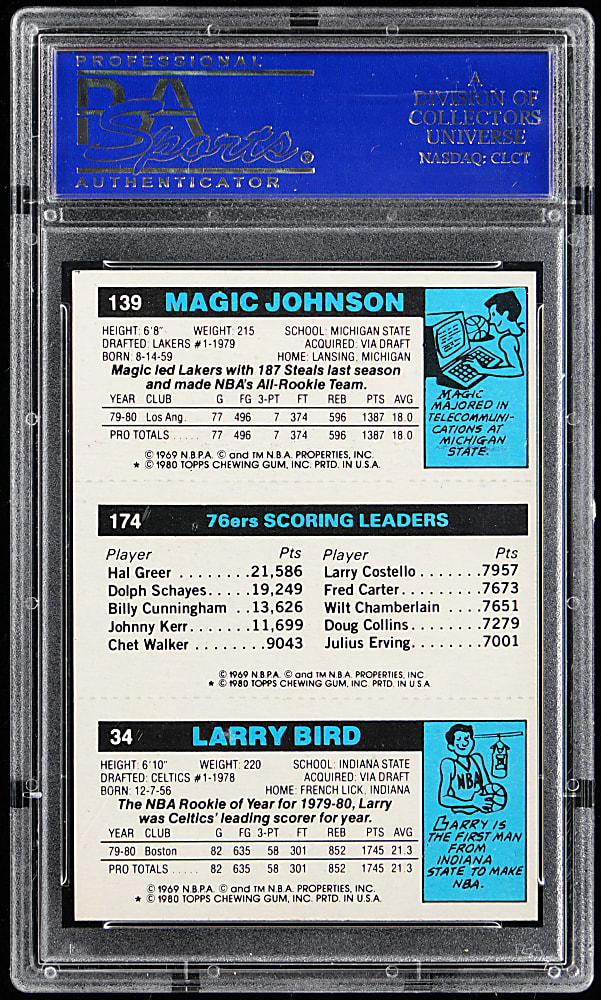 PROFESSIONAL
PSA
Sports®
AUTHENTICATOR
A
DIVISION OF
COLLECTORS
UNIVERSE
NASDAQ: CLCT
139 MAGIC JOHNSON
HEIGHT: 6'8" WEIGHT: 215 SCHOOL: MICHIGAN STATE
DRAFTED: LAKERS #1-1979 ACQUIRED: VIA DRAFT
BORN: 8-14-59 HOME: LANSING, MICHIGAN
Magic led Lakers with 187 Steals last season
and made NBA's All-Rookie Team.
YEAR CLUB G FG 3-PT FT REB PTS AVG
79-80 Los Ang. 77 496 7 374 596 1387 18.0
PRO TOTALS ..... 77 496 7 374 596 1387 18.0
© 1969 N.B.P.A. © and TM N.B.A. PROPERTIES, INC.
* © 1980 TOPPS CHEWING GUM, INC. PRTD. IN U.S.A.
MAGIC
MAJORED IN
TELECOMMUNI-
CATIONS AT
MICHIGAN
STATE.
174 76ers SCORING LEADERS
Player Pts Player Pts
Hal Greer ........21,586 Larry Costello.......7957
Dolph Schayes.....19,249 Fred Carter..........7673
Billy Cunningham ..13,626 Wilt Chamberlain ....7651
Johnny Kerr.......11,699 Doug Collins.........7279
Chet Walker ........9043 Julius Erving........7001
© 1969 N.B.P.A. © and TM N.B.A. PROPERTIES, INC.
* © 1980 TOPPS CHEWING GUM, INC. PRTD. IN U.S.A.
34 LARRY BIRD
HEIGHT: 6'10" WEIGHT: 220 SCHOOL: INDIANA STATE
DRAFTED: CELTICS #1-1978 ACQUIRED: VIA DRAFT
BORN: 12-7-56 HOME: FRENCH LICK, INDIANA
The NBA Rookie of Year for 1979-80, Larry
was Celtics' leading scorer for year.
YEAR CLUB G FG 3-PT FT REB PTS AVG
79-80 Boston 82 635 58 301 852 1745 21.3
PRO TOTALS ..... 82 635 58 301 852 1745 21.3
© 1969 N.B.P.A. © and TM N.B.A. PROPERTIES, INC.
* © 1980 TOPPS CHEWING GUM, INC. PRTD. IN U.S.A.
NBA
LARRY IS
THE FIRST MAN
FROM
INDIANA
STATE TO MAKE
NBA.